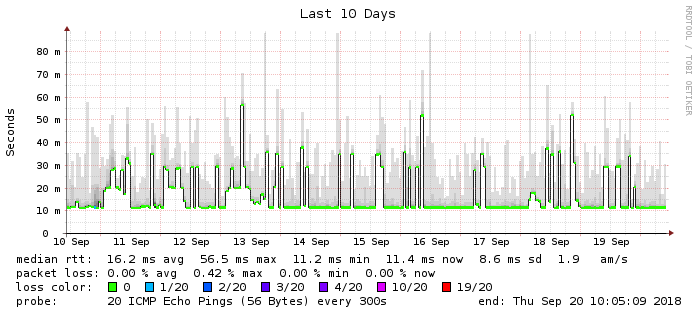 Last 10 Days
RRDTOOL / TOBI OETIKER
Seconds
80 m
70 m
60 m
50 m
40 m
30 m
20 m
10 m
0
10 Sep 11 Sep 12 Sep 13 Sep 14 Sep 15 Sep 16 Sep 17 Sep 18 Sep 19 Sep
median rtt: 16.2 ms avg 56.5 ms max 11.2 ms min 11.4 ms now 8.6 ms sd 1.9 am/s
packet loss: 0.00 % avg 0.42 % max 0.00 % min 0.00 % now
loss color: 0 1/20 2/20 3/20 4/20 10/20 19/20
probe: 20 ICMP Echo Pings (56 Bytes) every 300s end: Thu Sep 20 10:05:09 2018